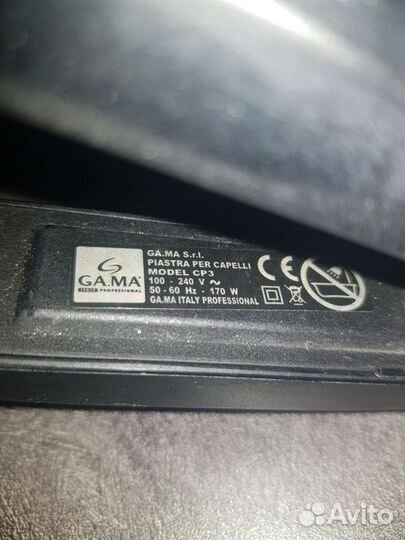 GA.MA®
ITALY PROFESSIONAL
GA.MA S.r.l.
PIASTRA PER CAPELLI
MODEL CP3
100 - 240 V ~
50 - 60 Hz - 170 W
GA.MA ITALY PROFESSIONAL
CE
Avito